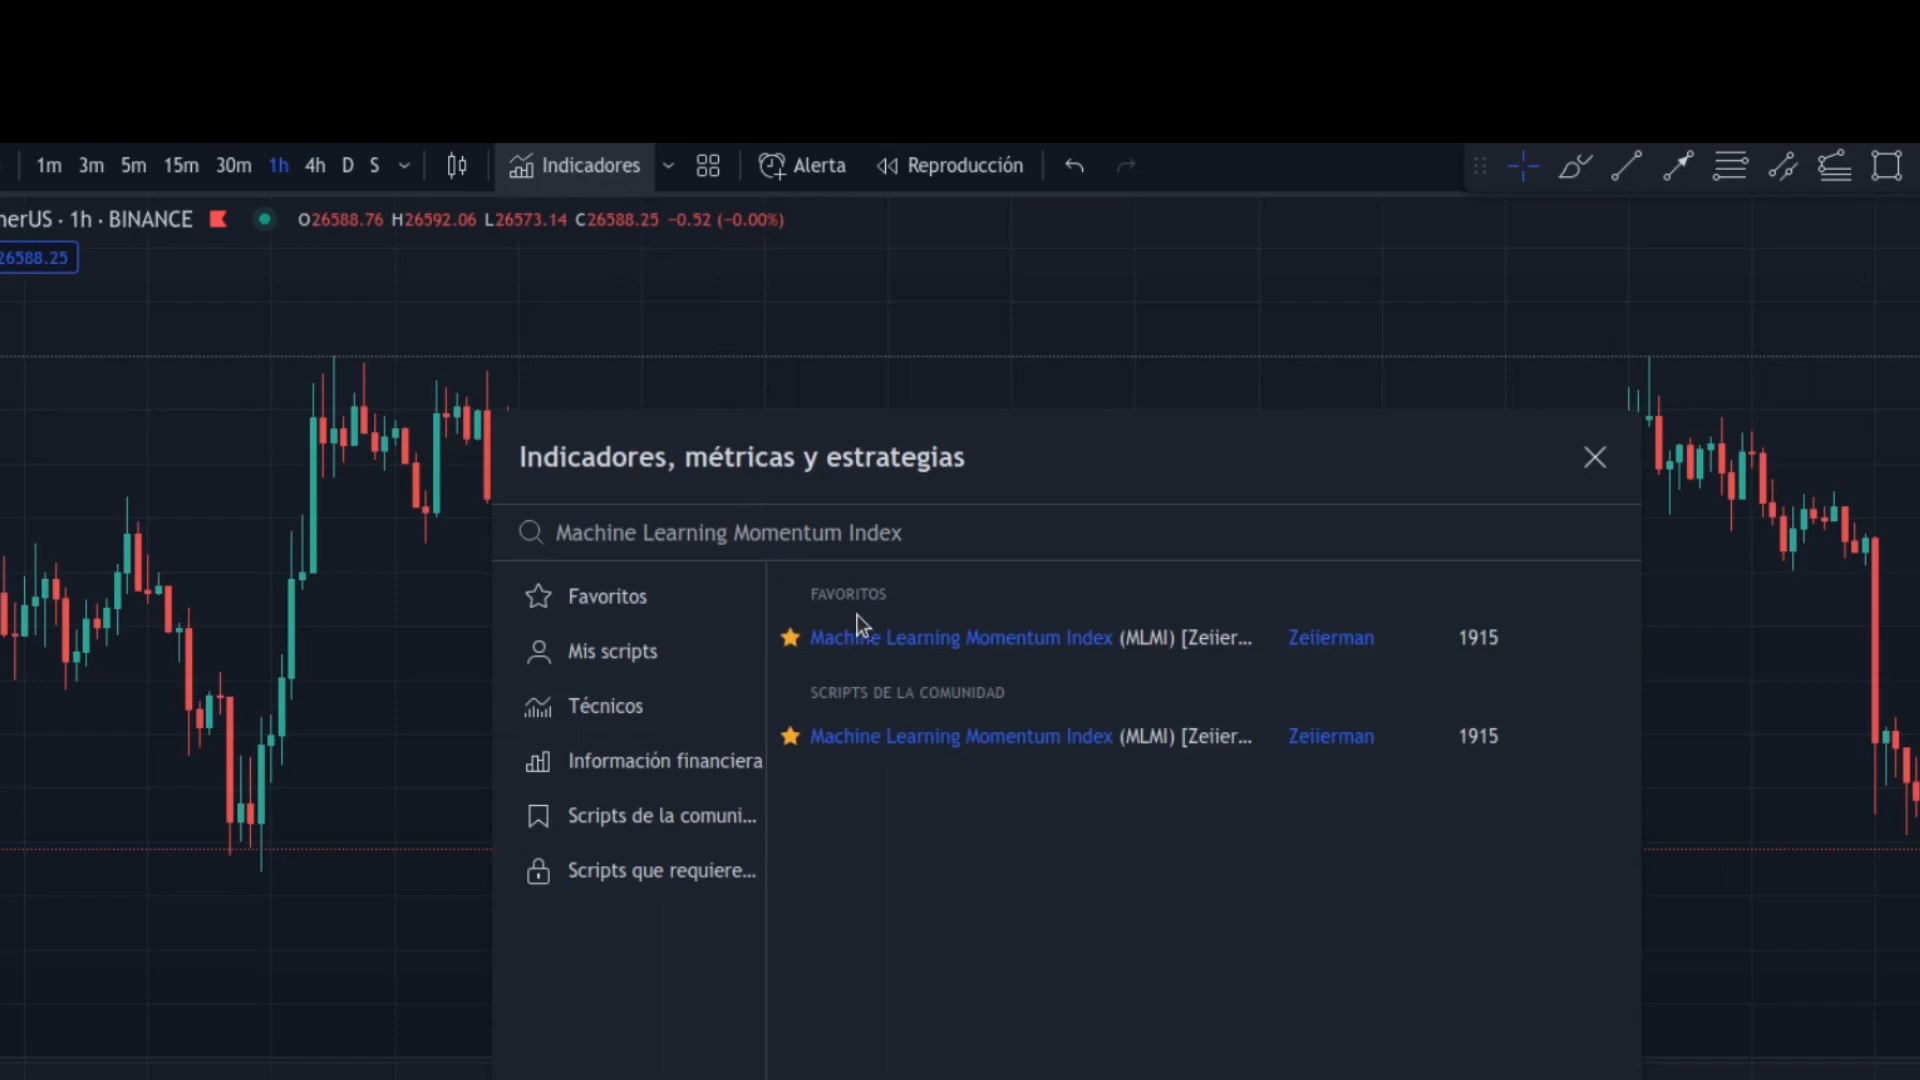 1m 3m 5m 15m 30m 1h 4h D S Indicadores Alerta Reproducción
herUS · 1h · BINANCE O26588.76 H26592.06 L26573.14 C26588.25 −0.52 (−0.00%)
26588.25
Indicadores, métricas y estrategias
Machine Learning Momentum Index
Favoritos
Mis scripts
Técnicos
Información financiera
Scripts de la comuni...
Scripts que requiere...
FAVORITOS
Machine Learning Momentum Index (MLMI) [Zeiier... Zeiierman 1915
SCRIPTS DE LA COMUNIDAD
Machine Learning Momentum Index (MLMI) [Zeiier... Zeiierman 1915